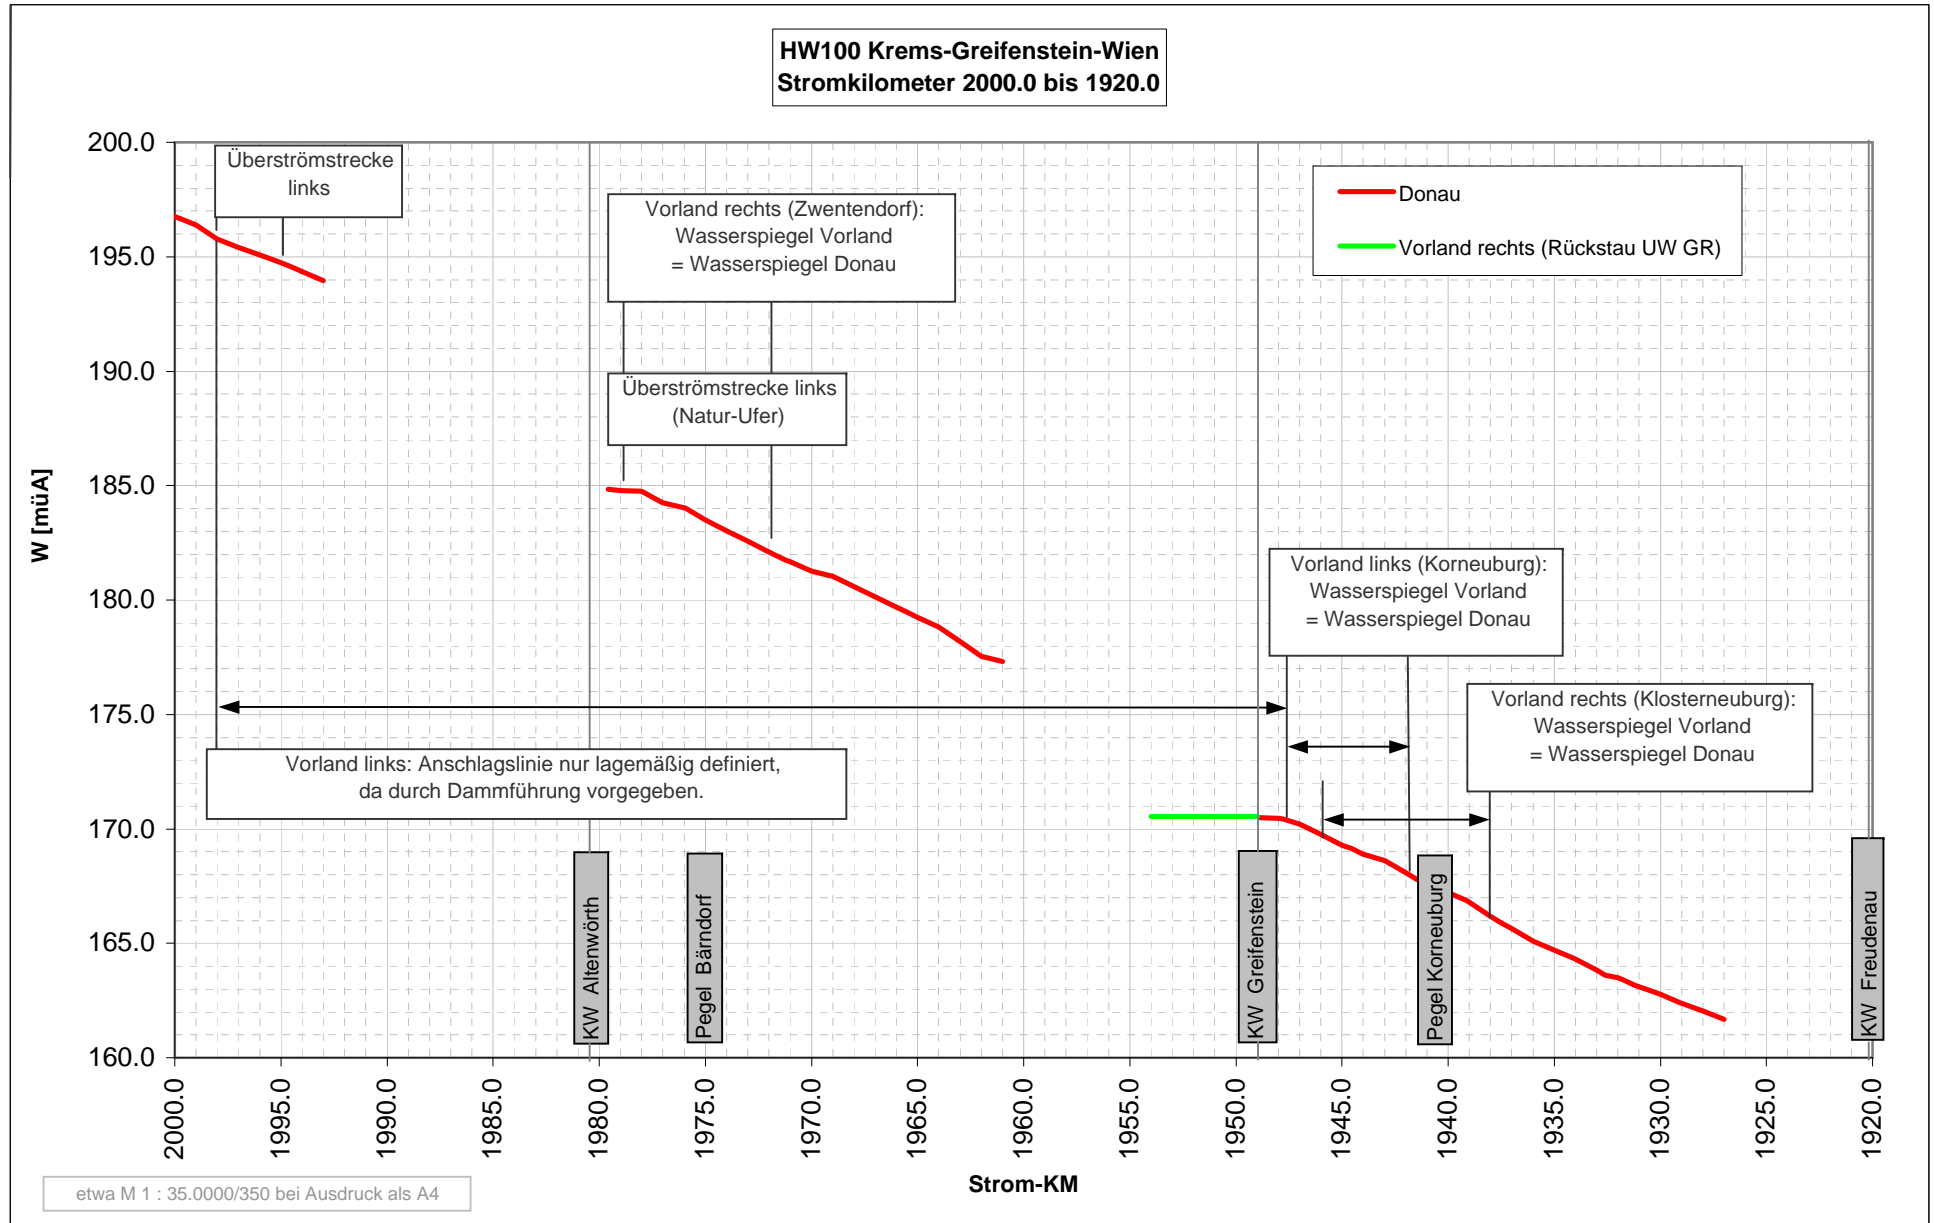 HW100 Krems-Greifenstein-Wien
Stromkilometer 2000.0 bis 1920.0
200.0
195.0
190.0
185.0
180.0
175.0
170.0
165.0
160.0
W [müA]
Überströmstrecke
links
Vorland rechts (Zwentendorf):
Wasserspiegel Vorland
= Wasserspiegel Donau
Überströmstrecke links
(Natur-Ufer)
Donau
Vorland rechts (Rückstau UW GR)
Vorland links (Korneuburg):
Wasserspiegel Vorland
= Wasserspiegel Donau
Vorland rechts (Klosterneuburg):
Wasserspiegel Vorland
= Wasserspiegel Donau
Vorland links: Anschlagslinie nur lagemäßig definiert,
da durch Dammführung vorgegeben.
KW Altenwörth
Pegel Bärndorf
KW Greifenstein
Pegel Korneuburg
KW Freudenau
2000.0
1995.0
1990.0
1985.0
1980.0
1975.0
1970.0
1965.0
1960.0
1955.0
1950.0
1945.0
1940.0
1935.0
1930.0
1925.0
1920.0
Strom-KM
etwa M 1 : 35.0000/350 bei Ausdruck als A4